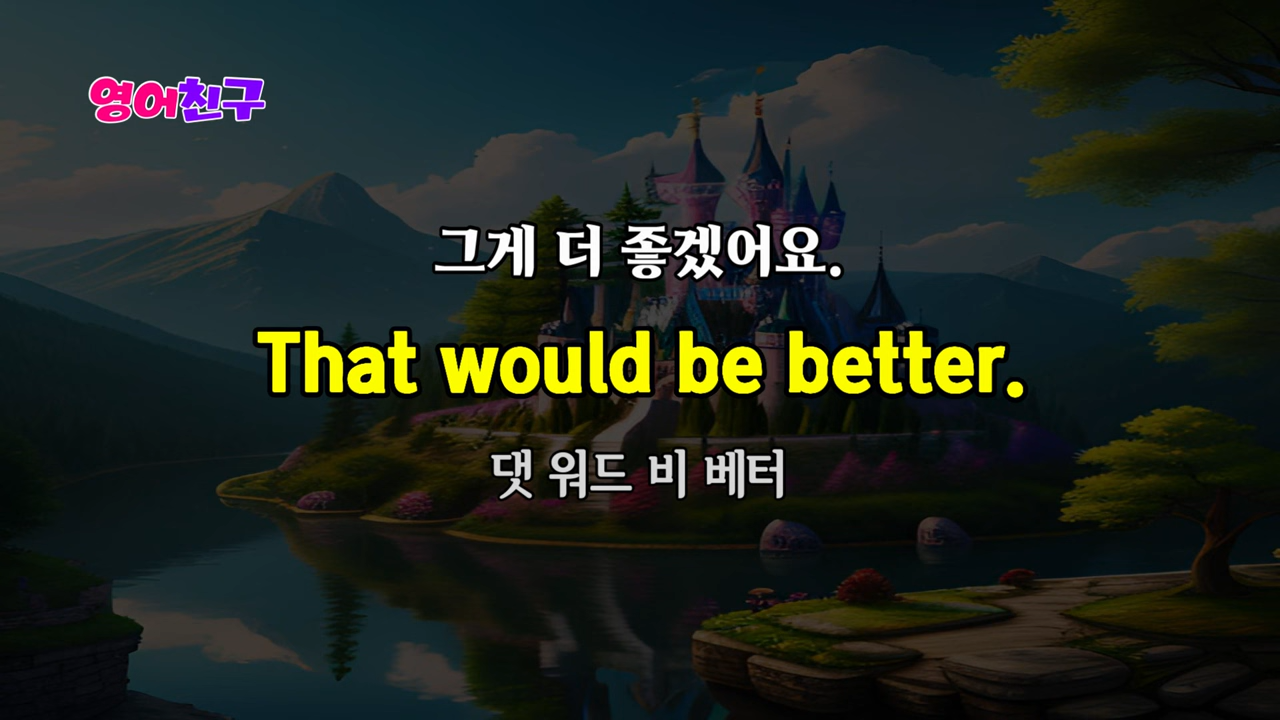 영어친구
그게 더 좋겠어요.
That would be better.
댓 워드 비 베터